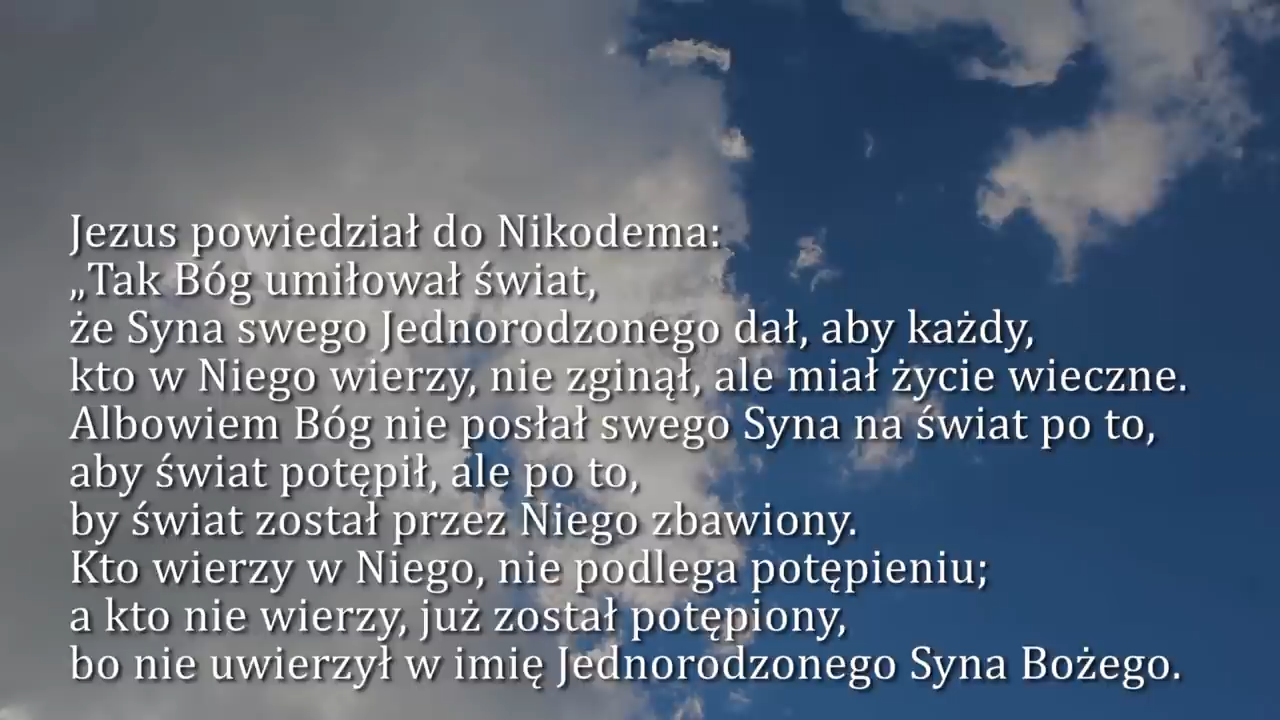 Jezus powiedział do Nikodema:
„Tak Bóg umiłował świat,
że Syna swego Jednorodzonego dał, aby każdy,
kto w Niego wierzy, nie zginął, ale miał życie wieczne.
Albowiem Bóg nie posłał swego Syna na świat po to,
aby świat potępił, ale po to,
by świat został przez Niego zbawiony.
Kto wierzy w Niego, nie podlega potępieniu;
a kto nie wierzy, już został potępiony,
bo nie uwierzył w imię Jednorodzonego Syna Bożego.